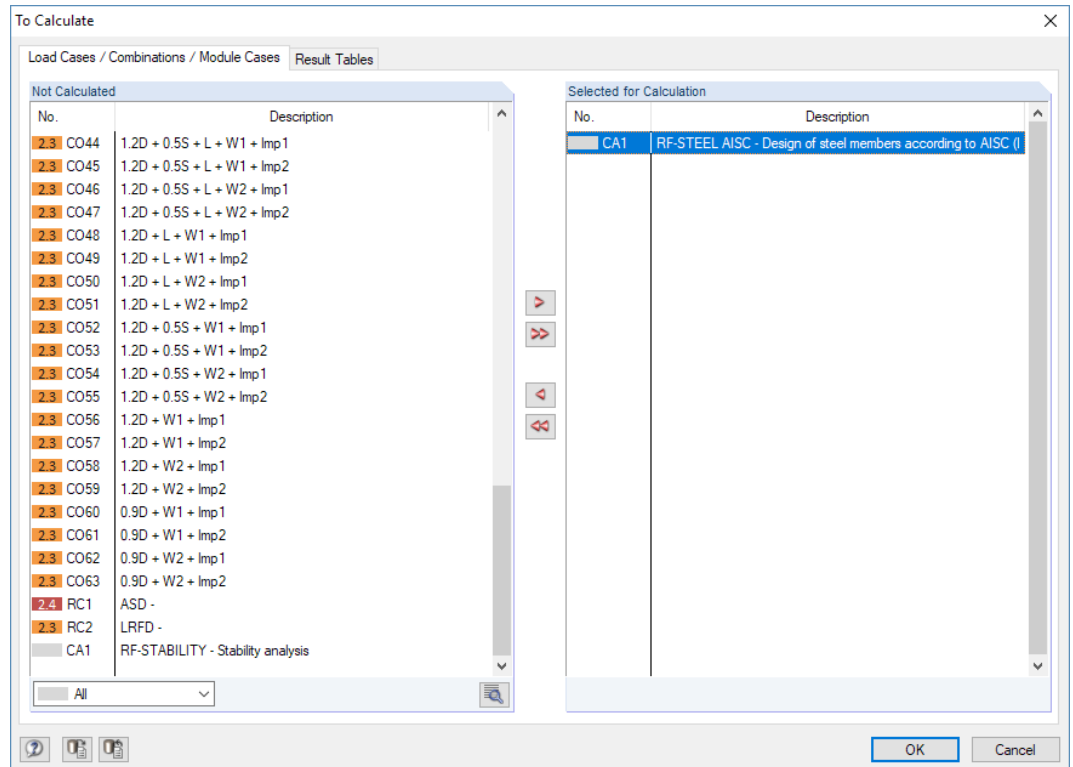 To Calculate
Load Cases / Combinations / Module Cases Result Tables
Not Calculated
No. Description
2.3 CO44 1.2D + 0.5S + L + W1 + Imp1
2.3 CO45 1.2D + 0.5S + L + W1 + Imp2
2.3 CO46 1.2D + 0.5S + L + W2 + Imp1
2.3 CO47 1.2D + 0.5S + L + W2 + Imp2
2.3 CO48 1.2D + L + W1 + Imp1
2.3 CO49 1.2D + L + W1 + Imp2
2.3 CO50 1.2D + L + W2 + Imp1
2.3 CO51 1.2D + L + W2 + Imp2
2.3 CO52 1.2D + 0.5S + W1 + Imp1
2.3 CO53 1.2D + 0.5S + W1 + Imp2
2.3 CO54 1.2D + 0.5S + W2 + Imp1
2.3 CO55 1.2D + 0.5S + W2 + Imp2
2.3 CO56 1.2D + W1 + Imp1
2.3 CO57 1.2D + W1 + Imp2
2.3 CO58 1.2D + W2 + Imp1
2.3 CO59 1.2D + W2 + Imp2
2.3 CO60 0.9D + W1 + Imp1
2.3 CO61 0.9D + W1 + Imp2
2.3 CO62 0.9D + W2 + Imp1
2.3 CO63 0.9D + W2 + Imp2
2.4 RC1 ASD -
2.3 RC2 LRFD -
CA1 RF-STABILITY - Stability analysis
All
Selected for Calculation
No. Description
CA1 RF-STEEL AISC - Design of steel members according to AISC (
OK Cancel